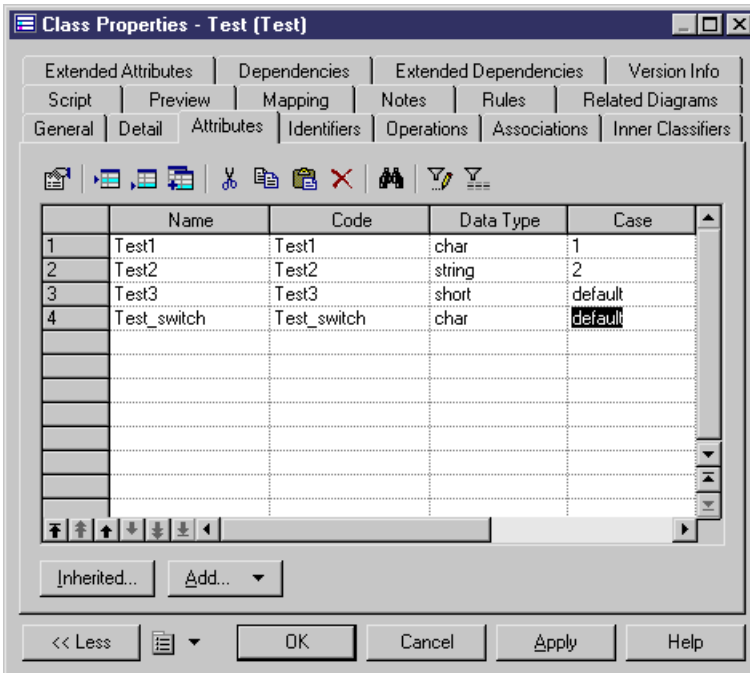 Class Properties - Test (Test)
Extended Attributes Dependencies Extended Dependencies Version Info
Script Preview Mapping Notes Rules Related Diagrams
General Detail Attributes Identifiers Operations Associations Inner Classifiers
Name Code Data Type Case
1 Test1 Test1 char 1
2 Test2 Test2 string 2
3 Test3 Test3 short default
4 Test_switch Test_switch char default
Inherited... Add...
<< Less OK Cancel Apply Help